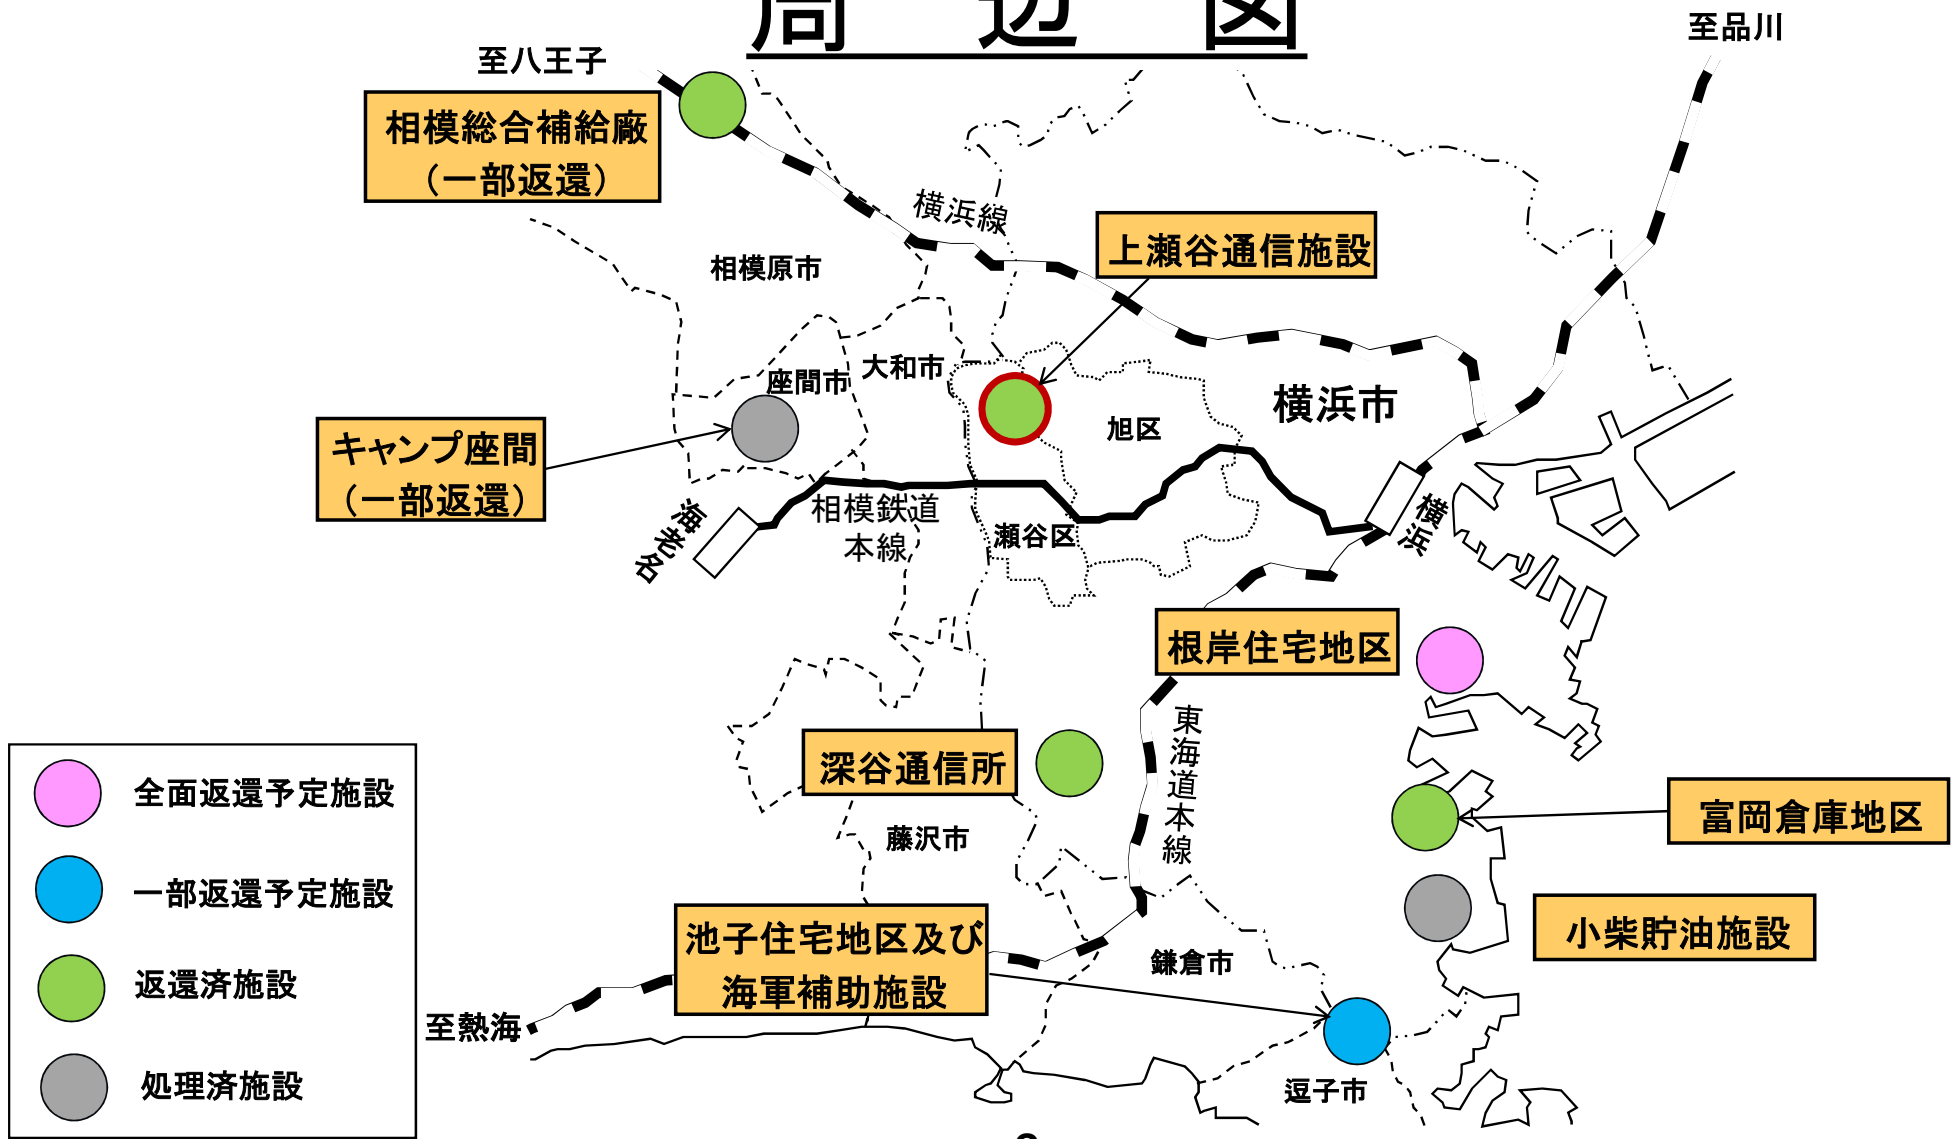 周辺図
至品川
至八王子
相模総合補給廠
（一部返還）
横浜線
上瀬谷通信施設
相模原市
大和市
座間市
横浜市
旭区
キャンプ座間
（一部返還）
海老名
相模鉄道
本線
瀬谷区
横浜
根岸住宅地区
東海道本線
深谷通信所
全面返還予定施設
一部返還予定施設
返還済施設
処理済施設
藤沢市
富岡倉庫地区
小柴貯油施設
池子住宅地区及び
海軍補助施設
鎌倉市
至熱海
逗子市